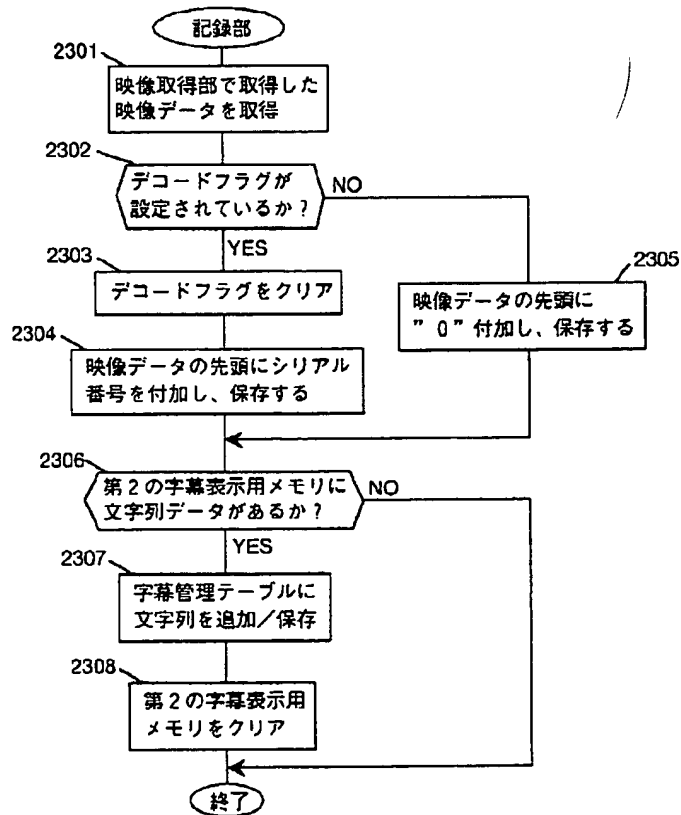 記録部
2301
映像取得部で取得した
映像データを取得
2302
デコードフラグが
設定されているか?
NO
YES
2303
デコードフラグをクリア
2305
映像データの先頭に
”0”付加し、保存する
2304
映像データの先頭にシリアル
番号を付加し、保存する
2306
第2の字幕表示用メモリに
文字列データがあるか?
NO
YES
2307
字幕管理テーブルに
文字列を追加/保存
2308
第2の字幕表示用
メモリをクリア
終了